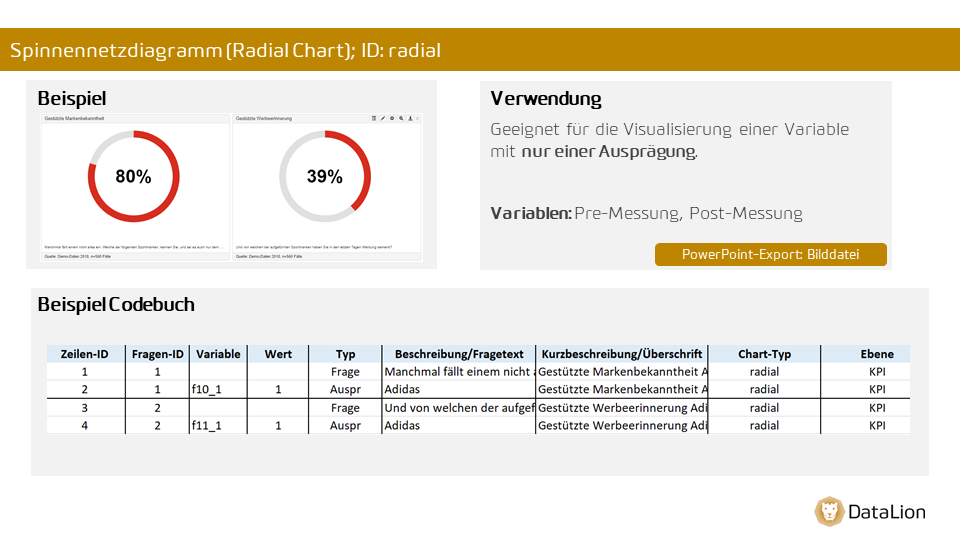 Spinnennetzdiagramm (Radial Chart); ID: radial
Beispiel
Gestützte Markenbekanntheit
Gestützte Werbeerinnerung
80%
39%
Manchmal fällt einem nicht alles ein. Welche der folgenden Sportmarken, kennen Sie, und sei es auch nur dem ...
Und von welchen der aufgeführten Sportmarken haben Sie in den letzten Tagen Werbung bemerkt?
Quelle: Demo-Daten 2018, n=560 Fälle
Quelle: Demo-Daten 2018, n=560 Fälle
Verwendung
Geeignet für die Visualisierung einer Variable
mit nur einer Ausprägung.
Variablen: Pre-Messung, Post-Messung
PowerPoint-Export: Bilddatei
Beispiel Codebuch
Zeilen-ID Fragen-ID Variable Wert Typ Beschreibung/Fragetext Kurzbeschreibung/Überschrift Chart-Typ Ebene
1 1 Frage Manchmal fällt einem nicht a Gestützte Markenbekanntheit A radial KPI
2 1 f10_1 1 Auspr Adidas Gestützte Markenbekanntheit A radial KPI
3 2 Frage Und von welchen der aufgef Gestützte Werbeerinnerung Adi radial KPI
4 2 f11_1 1 Auspr Adidas Gestützte Werbeerinnerung Adi radial KPI
DataLion